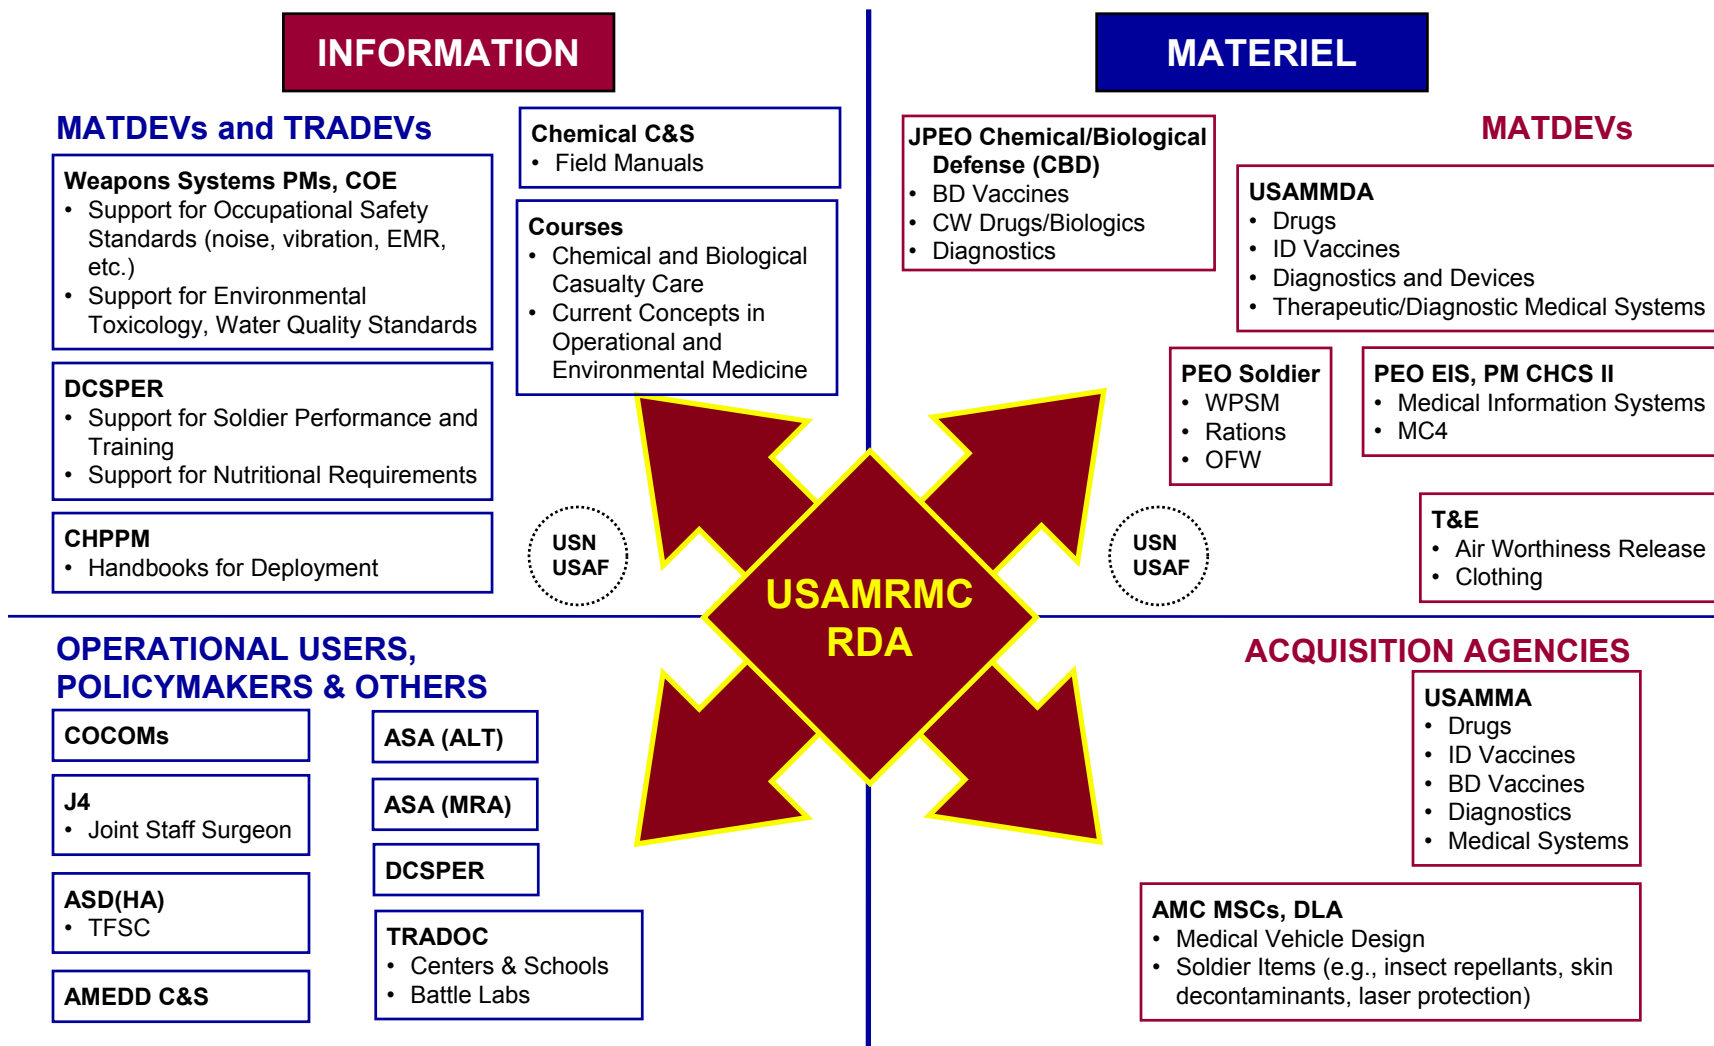 INFORMATION
MATERIEL
MATDEVs and TRADEVs
Weapons Systems PMs, COE
• Support for Occupational Safety
Standards (noise, vibration, EMR,
etc.)
• Support for Environmental
Toxicology, Water Quality Standards
DCSPER
• Support for Soldier Performance and
Training
• Support for Nutritional Requirements
CHPPM
• Handbooks for Deployment
Chemical C&S
• Field Manuals
Courses
• Chemical and Biological
Casualty Care
• Current Concepts in
Operational and
Environmental Medicine
USN
USAF
JPEO Chemical/Biological
Defense (CBD)
• BD Vaccines
• CW Drugs/Biologics
• Diagnostics
MATDEVs
USAMMDA
• Drugs
• ID Vaccines
• Diagnostics and Devices
• Therapeutic/Diagnostic Medical Systems
PEO Soldier
• WPSM
• Rations
• OFW
PEO EIS, PM CHCS II
• Medical Information Systems
• MC4
USN
USAF
T&E
• Air Worthiness Release
• Clothing
USAMRMC
RDA
OPERATIONAL USERS,
POLICYMAKERS & OTHERS
COCOMs
J4
• Joint Staff Surgeon
ASD(HA)
• TFSC
AMEDD C&S
ASA (ALT)
ASA (MRA)
DCSPER
TRADOC
• Centers & Schools
• Battle Labs
ACQUISITION AGENCIES
USAMMA
• Drugs
• ID Vaccines
• BD Vaccines
• Diagnostics
• Medical Systems
AMC MSCs, DLA
• Medical Vehicle Design
• Soldier Items (e.g., insect repellants, skin
decontaminants, laser protection)